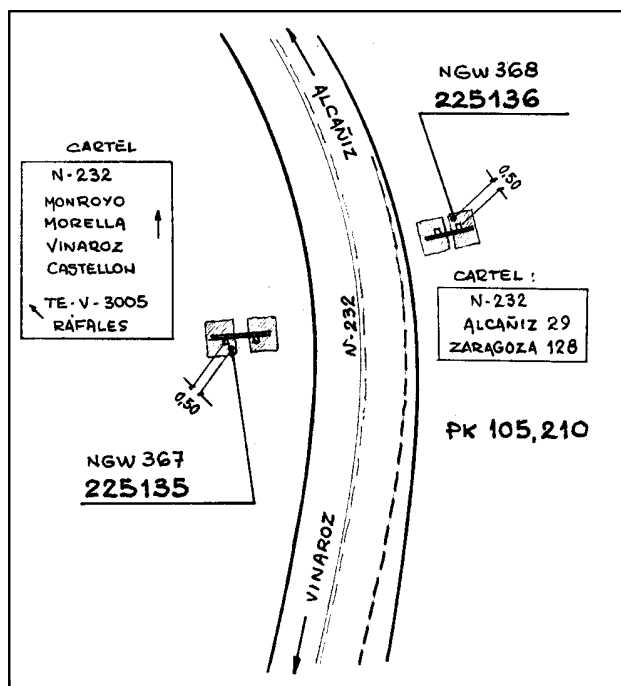 ALCAÑIZ
NGW 368
225136
0,50
CARTEL
N-232
MONROYO
MORELLA
VINAROZ
CASTELLON
TE-V-3005
RÁFALES
CARTEL :
N-232
ALCAÑIZ 29
ZARAGOZA 128
N-232
0,50
PK 105,210
NGW 367
225135
VINAROZ